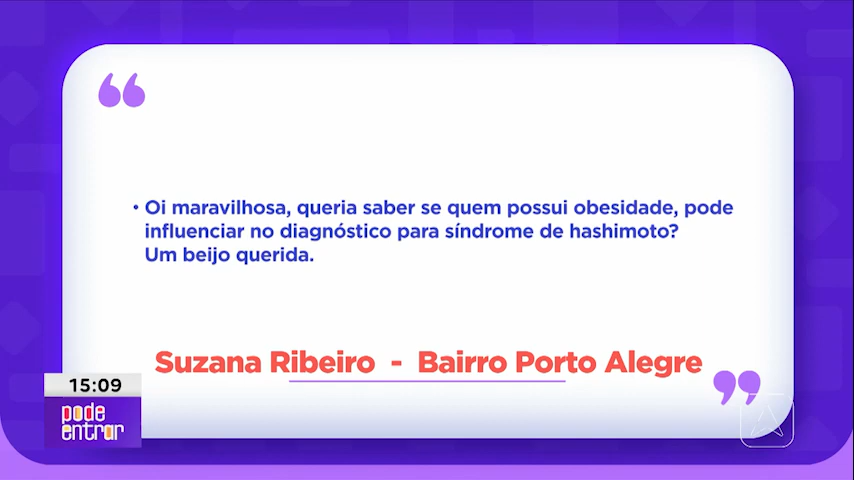 • Oi maravilhosa, queria saber se quem possui obesidade, pode
influenciar no diagnóstico para síndrome de hashimoto?
Um beijo querida.
Suzana Ribeiro - Bairro Porto Alegre
15:09
pode
entrar